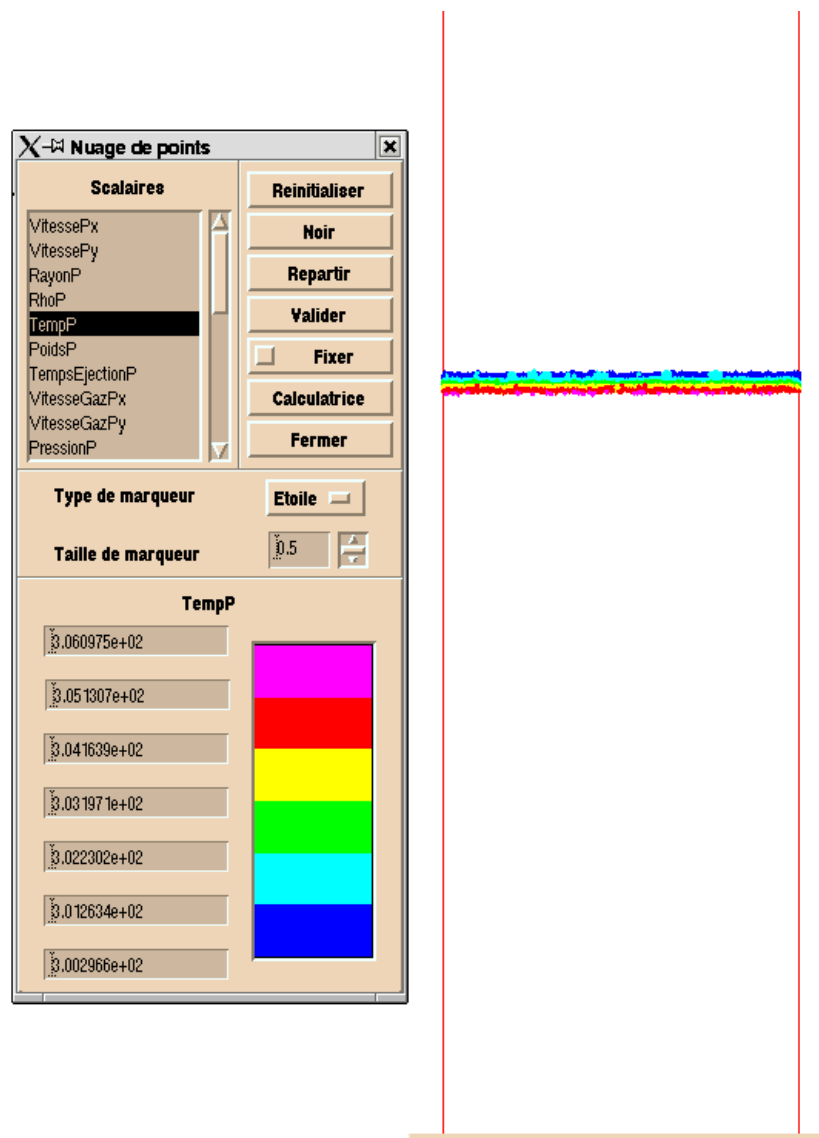 Nuage de points
Scalaires
VitessePx
VitessePy
RayonP
RhoP
TempP
PoidsP
TempsEjectionP
VitesseGazPx
VitesseGazPy
PressionP
Reinitialiser
Noir
Repartir
Valider
Fixer
Calculatrice
Fermer
Type de marqueur
Etoile
Taille de marqueur
0.5
TempP
3.060975e+02
3.051307e+02
3.041639e+02
3.031971e+02
3.022302e+02
3.012634e+02
3.002966e+02